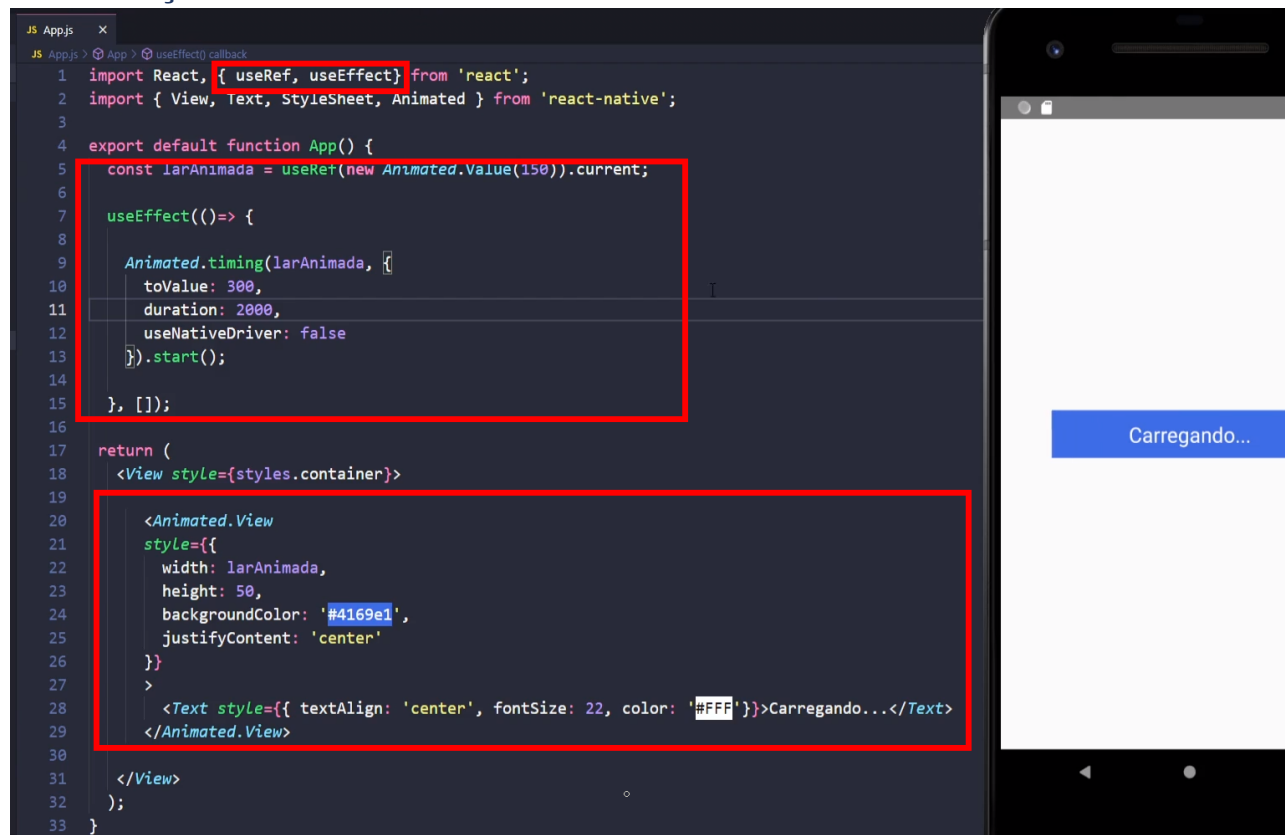 JS App.js ×
JS App.js > App > useEffect() callback
1 import React, { useRef, useEffect} from 'react';
2 import { View, Text, StyleSheet, Animated } from 'react-native';
3
4 export default function App() {
5 const larAnimada = useRef(new Animated.Value(150)).current;
6
7 useEffect(()=> {
8
9 Animated.timing(larAnimada, {
10 toValue: 300,
11 duration: 2000,
12 useNativeDriver: false
13 }).start();
14
15 }, []);
16
17 return (
18 <View style={styles.container}>
19
20 <Animated.View
21 style={{
22 width: larAnimada,
23 height: 50,
24 backgroundColor: '#4169e1',
25 justifyContent: 'center'
26 }}
27 >
28 <Text style={{ textAlign: 'center', fontSize: 22, color: '#FFF'}}>Carregando...</Text>
29 </Animated.View>
30
31 </View>
32 );
33 }
Carregando...